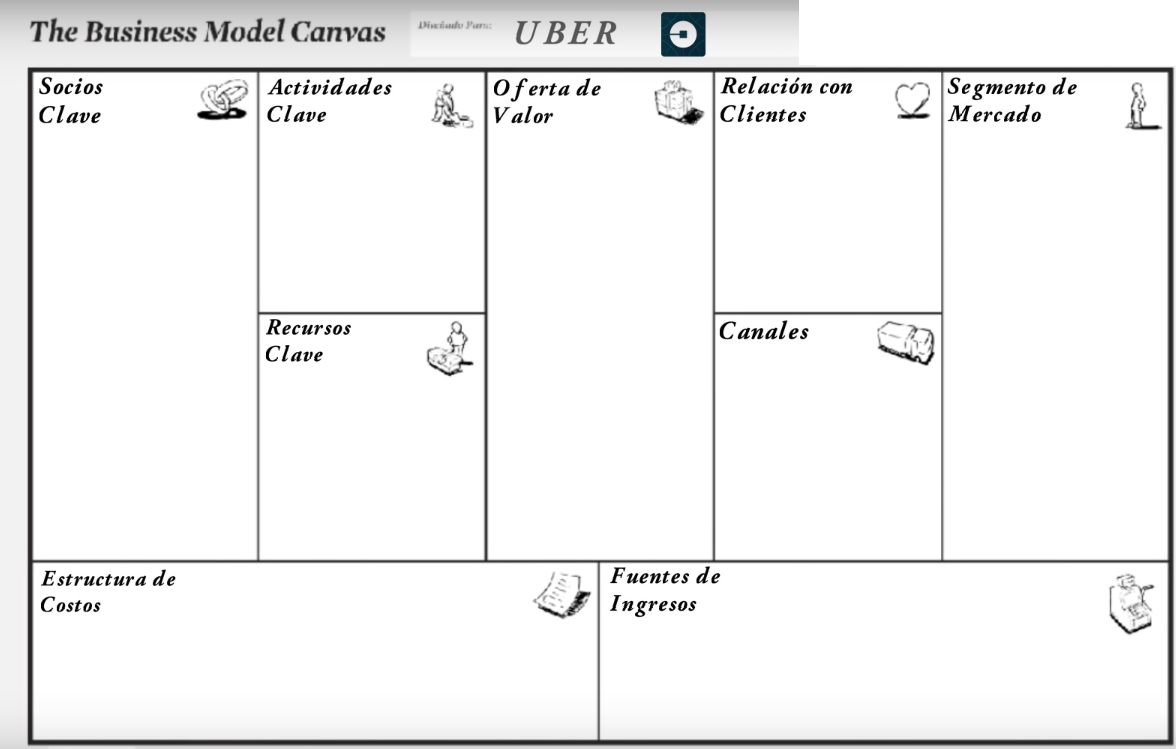 The Business Model Canvas
Diseñado Para:
UBER
Socios
Clave
Actividades
Clave
Oferta de
Valor
Relación con
Clientes
Segmento de
Mercado
Recursos
Clave
Canales
Estructura de
Costos
Fuentes de
Ingresos